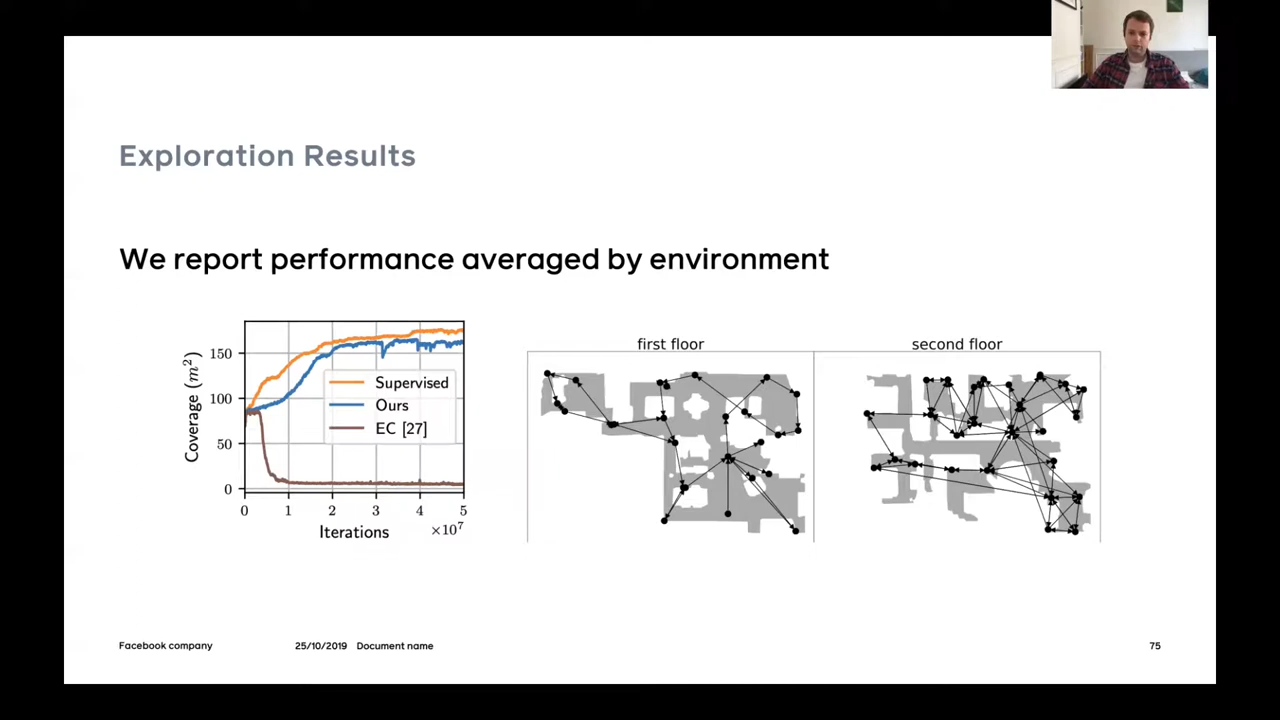 Exploration Results
We report performance averaged by environment
Coverage (m²)
150
100
50
0
Supervised
Ours
EC [27]
0 1 2 3 4 5
Iterations ×10⁷
first floor
second floor
Facebook company 25/10/2019 Document name 75